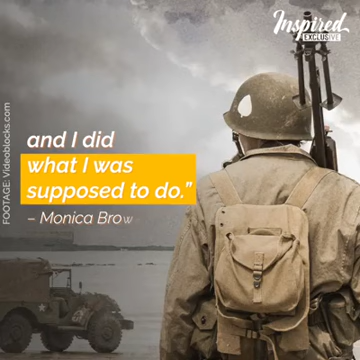 Inspired
EXCLUSIVE
FOOTAGE: Videoblocks.com
and I did
what I was
supposed to do.”
– Monica Brow